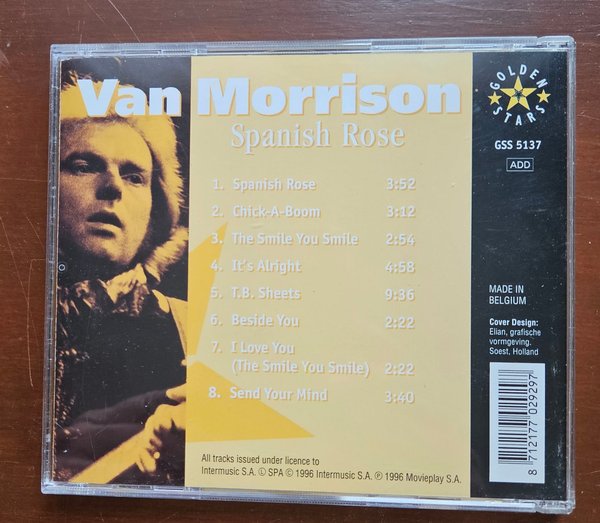 Van Morrison
Spanish Rose
GOLDEN STARS
GSS 5137
ADD
1. Spanish Rose 3:52
2. Chick-A-Boom 3:12
3. The Smile You Smile 2:54
4. It's Alright 4:58
5. T.B. Sheets 9:36
6. Beside You 2:22
7. I Love You
(The Smile You Smile) 2:22
8. Send Your Mind 3:40
MADE IN
BELGIUM
Cover Design:
Elian, grafische
vormgeving.
Soest, Holland
8 712177 029297
All tracks issued under licence to
Intermusic S.A. Ⓛ SPA © 1996 Intermusic S.A. ℗ 1996 Movieplay S.A.